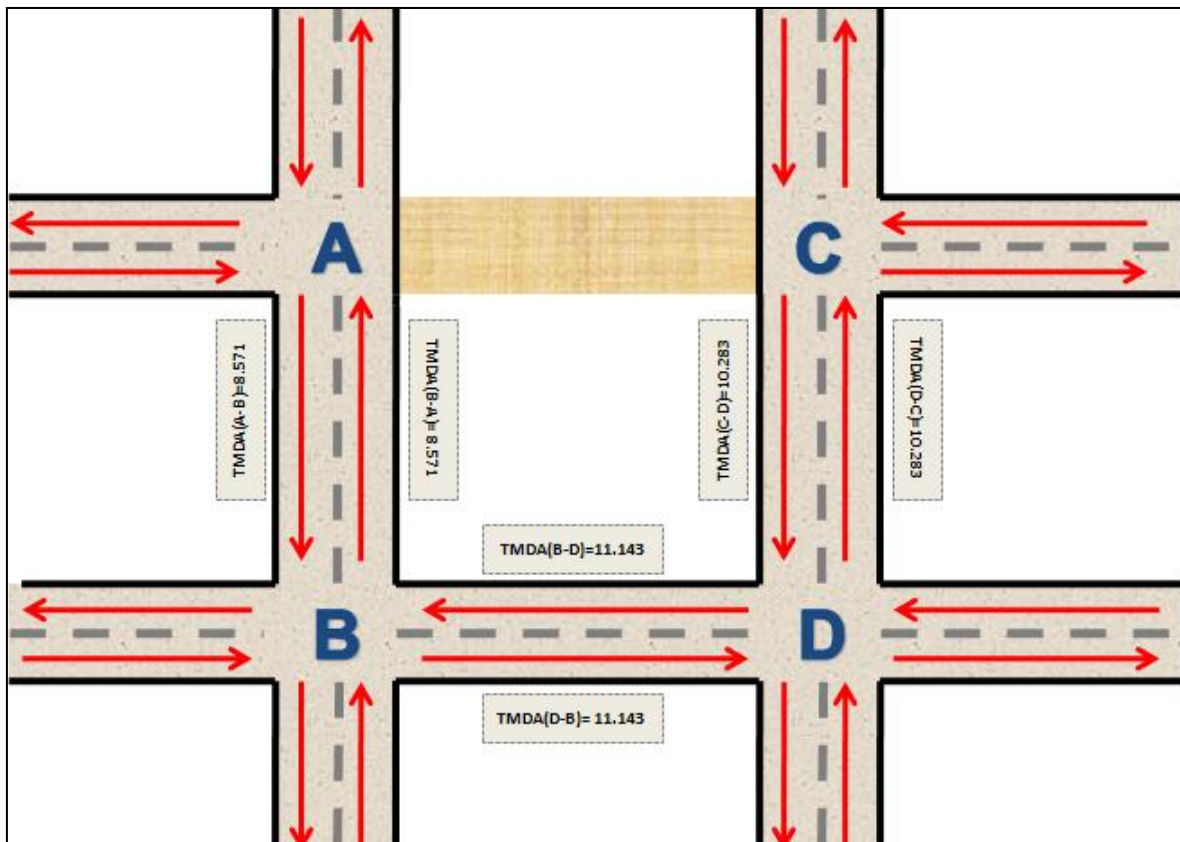 A
C
TMDA(A-B)=8.571
TMDA(B-A)= 8.571
TMDA(C-D)=10.283
TMDA(D-C)=10.283
TMDA(B-D)=11.143
B
D
TMDA(D-B)= 11.143